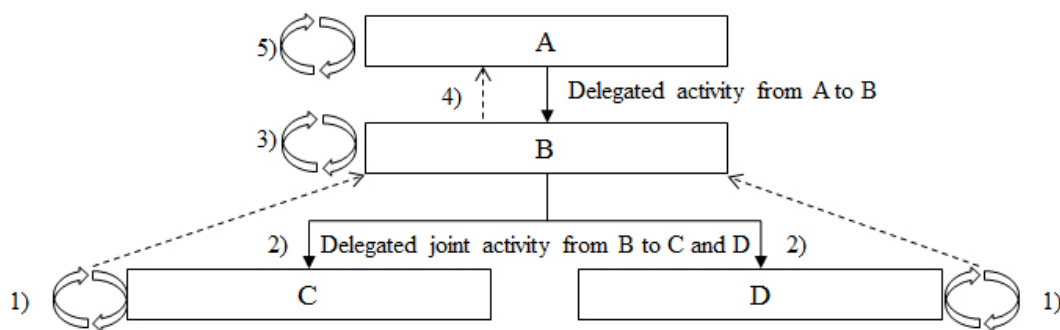 A
5)
Delegated activity from A to B
4)
3)
B
2) Delegated joint activity from B to C and D 2)
1)
C
D
1)